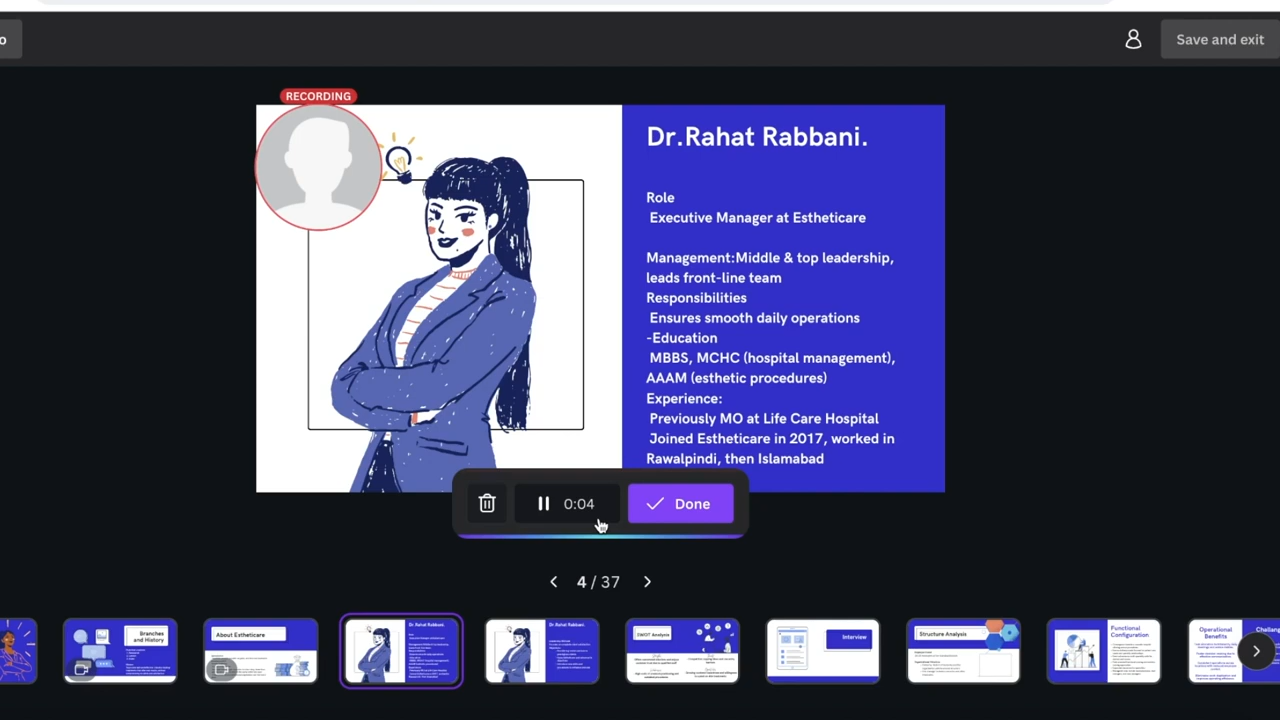 o
Save and exit
RECORDING
Dr.Rahat Rabbani.
Role
Executive Manager at Estheticare
Management:Middle & top leadership,
leads front-line team
Responsibilities
Ensures smooth daily operations
-Education
MBBS, MCHC (hospital management),
AAAM (esthetic procedures)
Experience:
Previously MO at Life Care Hospital
Joined Estheticare in 2017, worked in
Rawalpindi, then Islamabad
0:04
Done
4 / 37
Branches
and History
About Estheticare
Dr.Rahat Rabbani.
Dr.Rahat Rabbani.
SWOT Analysis
Interview
Structure Analysis
Functional
Configuration
Operational
Benefits
Challeng